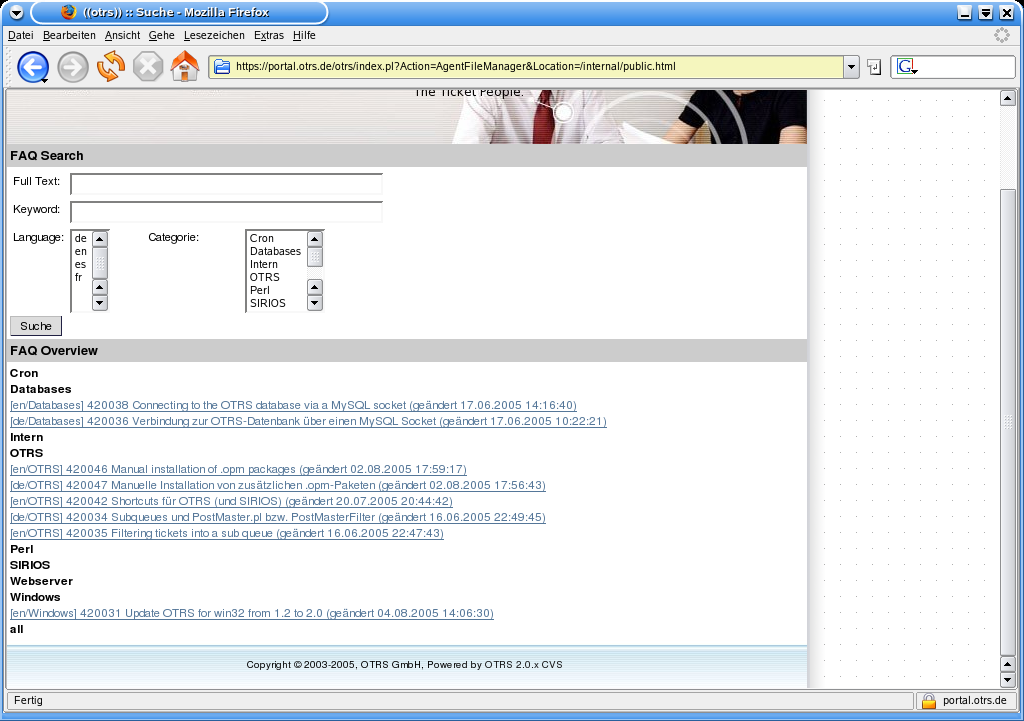 ((otrs)) :: Suche - Mozilla Firefox
Datei Bearbeiten Ansicht Gehe Lesezeichen Extras Hilfe
https://portal.otrs.de/otrs/index.pl?Action=AgentFileManager&Location=/internal/public.html
G
The Ticket People.
FAQ Search
Full Text:
Keyword:
Language: de Categorie: Cron
en Databases
es Intern
fr OTRS
Perl
SIRIOS
Suche
FAQ Overview
Cron
Databases
[en/Databases] 420038 Connecting to the OTRS database via a MySQL socket (geändert 17.06.2005 14:16:40)
[de/Databases] 420036 Verbindung zur OTRS-Datenbank über einen MySQL Socket (geändert 17.06.2005 10:22:21)
Intern
OTRS
[en/OTRS] 420046 Manual installation of .opm packages (geändert 02.08.2005 17:59:17)
[de/OTRS] 420047 Manuelle Installation von zusätzlichen .opm-Paketen (geändert 02.08.2005 17:56:43)
[en/OTRS] 420042 Shortcuts für OTRS (und SIRIOS) (geändert 20.07.2005 20:44:42)
[de/OTRS] 420034 Subqueues und PostMaster.pl bzw. PostMasterFilter (geändert 16.06.2005 22:49:45)
[en/OTRS] 420035 Filtering tickets into a sub queue (geändert 16.06.2005 22:47:43)
Perl
SIRIOS
Webserver
Windows
[en/Windows] 420031 Update OTRS for win32 from 1.2 to 2.0 (geändert 04.08.2005 14:06:30)
all
Copyright © 2003-2005, OTRS GmbH, Powered by OTRS 2.0.x CVS
Fertig portal.otrs.de